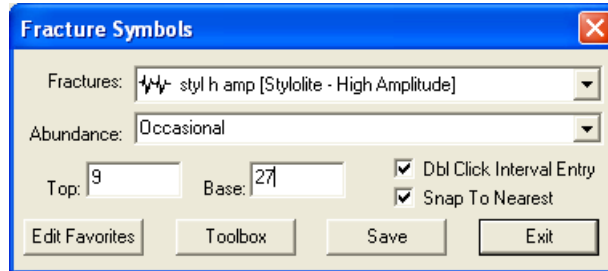 Fracture Symbols
Fractures: styl h amp [Stylolite - High Amplitude]
Abundance: Occasional
Top: 9 Base: 27 Dbl Click Interval Entry
Snap To Nearest
Edit Favorites Toolbox Save Exit